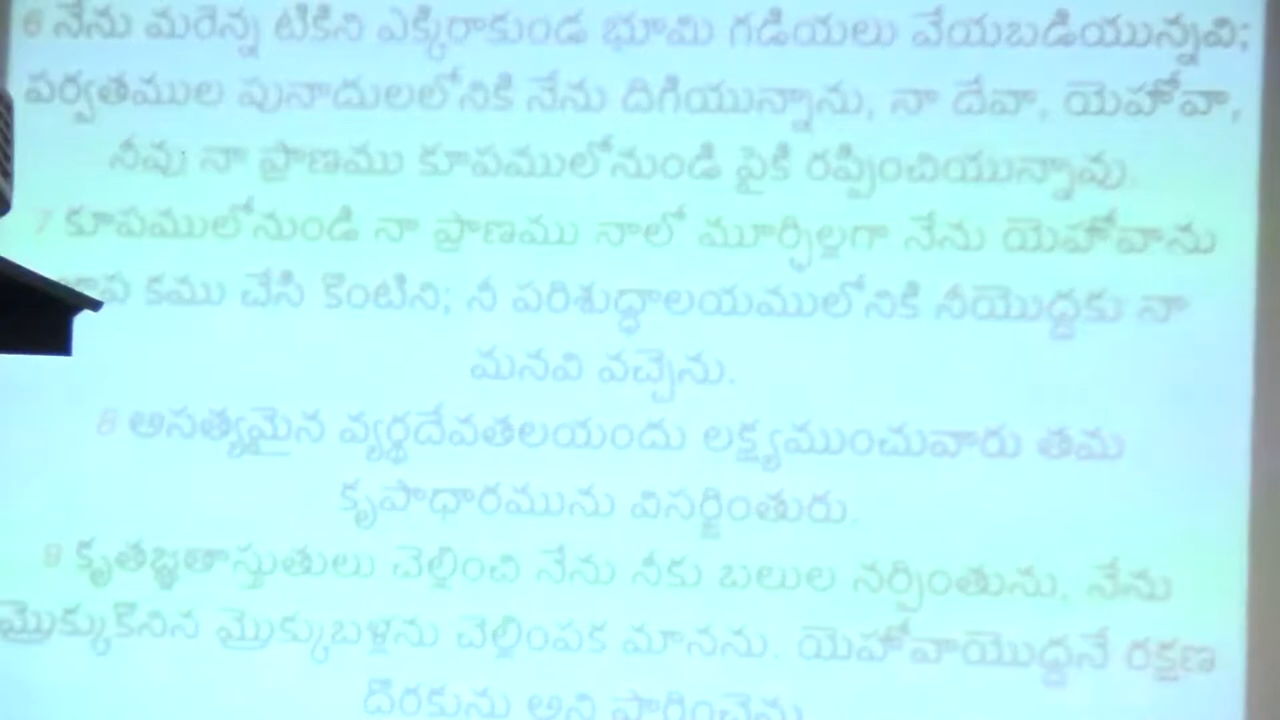 6 నేను మరెన్న టికిని ఎక్కిరాకుండ భూమి గడియలు వేయబడియున్నవి;
పర్వతముల పునాదులలోనికి నేను దిగియున్నాను, నా దేవా, యెహోవా,
నీవు నా ప్రాణము కూపములోనుండి పైకి రప్పించియున్నావు.
7 కూపములోనుండి నా ప్రాణము నాలో మూర్ఛిల్లగా నేను యెహోవాను
కము చేసి కొంటిని; నీ పరిశుద్ధాలయములోనికి నీయొద్దకు నా
మనవి వచ్చెను.
8 అసత్యమైన వ్యర్థదేవతలయందు లక్ష్యముంచువారు తమ
కృపాధారమును విసర్జింతురు.
9 కృతజ్ఞతాస్తుతులు చెల్లించి నేను నీకు బలుల నర్పింతును, నేను
మ్రొక్కుకొనిన మ్రొక్కుబళ్లను చెల్లింపక మానను. యెహోవాయొద్దనే రక్షణ
దొరకును అని ప్రార్థించెను.